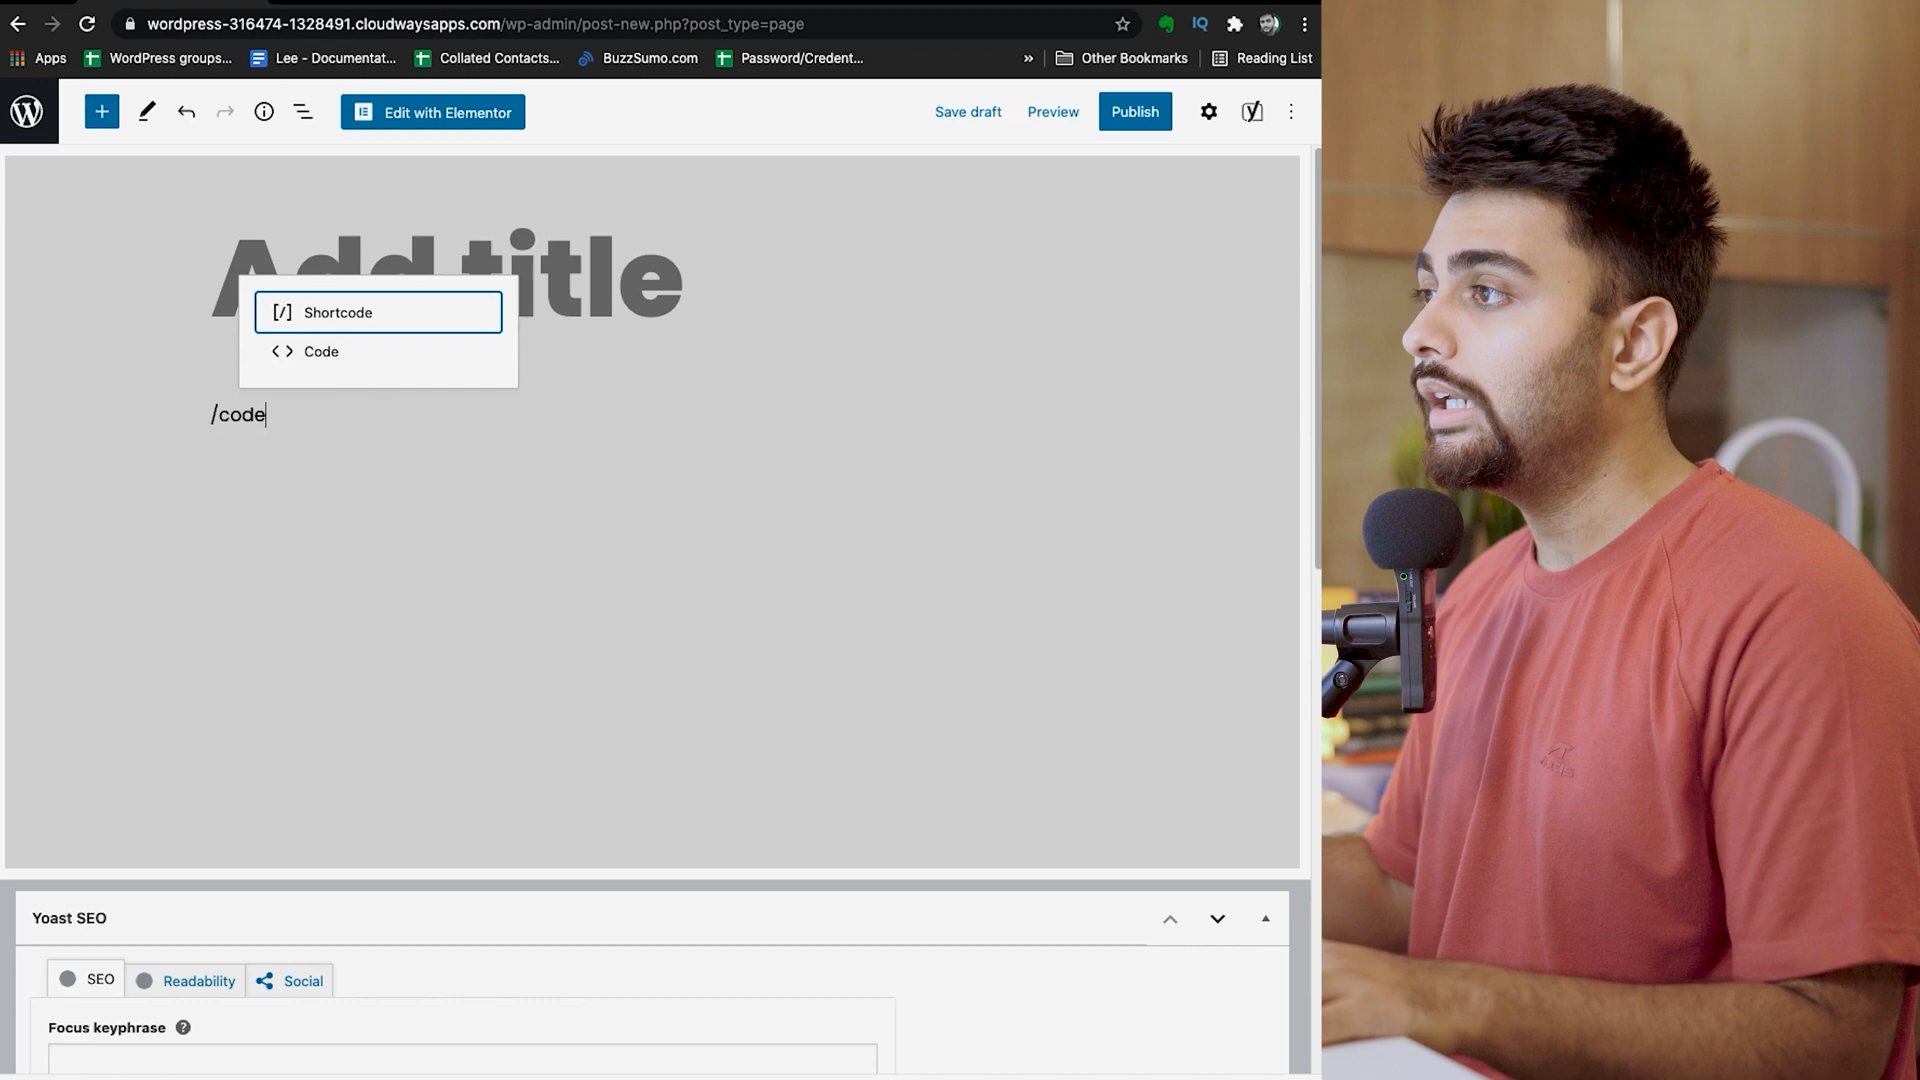 wordpress-316474-1328491.cloudwaysapps.com/wp-admin/post-new.php?post_type=page
IQ
Apps
WordPress groups...
Lee - Documentat...
Collated Contacts...
BuzzSumo.com
Password/Credent...
»
Other Bookmarks
Reading List
Edit with Elementor
Save draft
Preview
Publish
Add title
[/] Shortcode
< > Code
/code
Yoast SEO
SEO
Readability
Social
Focus keyphrase ?